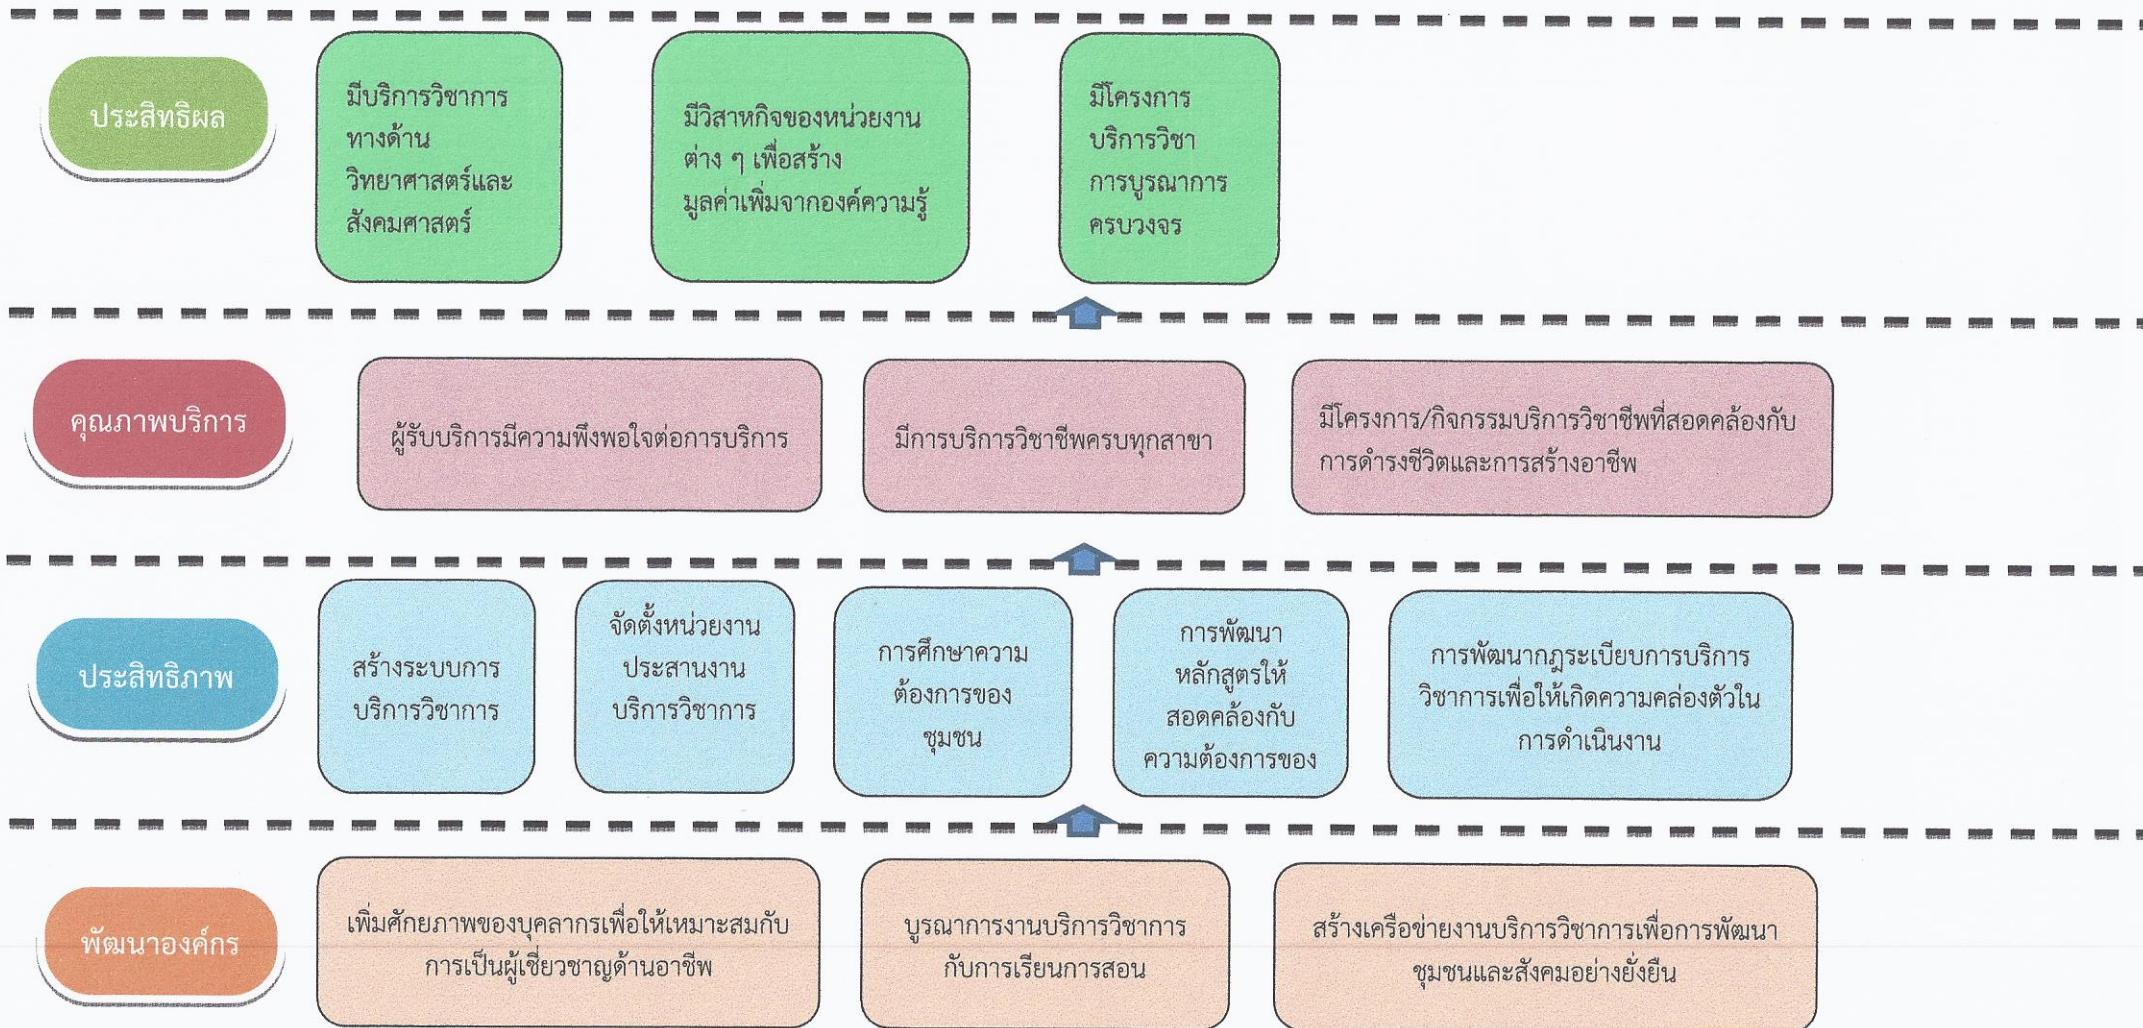 ประสิทธิผล
มีบริการวิชาการ
ทางด้าน
วิทยาศาสตร์และ
สังคมศาสตร์
มีวิสาหกิจของหน่วยงาน
ต่าง ๆ เพื่อสร้าง
มูลค่าเพิ่มจากองค์ความรู้
มีโครงการ
บริการวิชา
การบูรณาการ
ครบวงจร
คุณภาพบริการ
ผู้รับบริการมีความพึงพอใจต่อการบริการ
มีการบริการวิชาชีพครบทุกสาขา
มีโครงการ/กิจกรรมบริการวิชาชีพที่สอดคล้องกับ
การดำรงชีวิตและการสร้างอาชีพ
ประสิทธิภาพ
สร้างระบบการ
บริการวิชาการ
จัดตั้งหน่วยงาน
ประสานงาน
บริการวิชาการ
การศึกษาความ
ต้องการของ
ชุมชน
การพัฒนา
หลักสูตรให้
สอดคล้องกับ
ความต้องการของ
การพัฒนากฎระเบียบการบริการ
วิชาการเพื่อให้เกิดความคล่องตัวใน
การดำเนินงาน
พัฒนาองค์กร
เพิ่มศักยภาพของบุคลากรเพื่อให้เหมาะสมกับ
การเป็นผู้เชี่ยวชาญด้านอาชีพ
บูรณาการงานบริการวิชาการ
กับการเรียนการสอน
สร้างเครือข่ายงานบริการวิชาการเพื่อการพัฒนา
ชุมชนและสังคมอย่างยั่งยืน